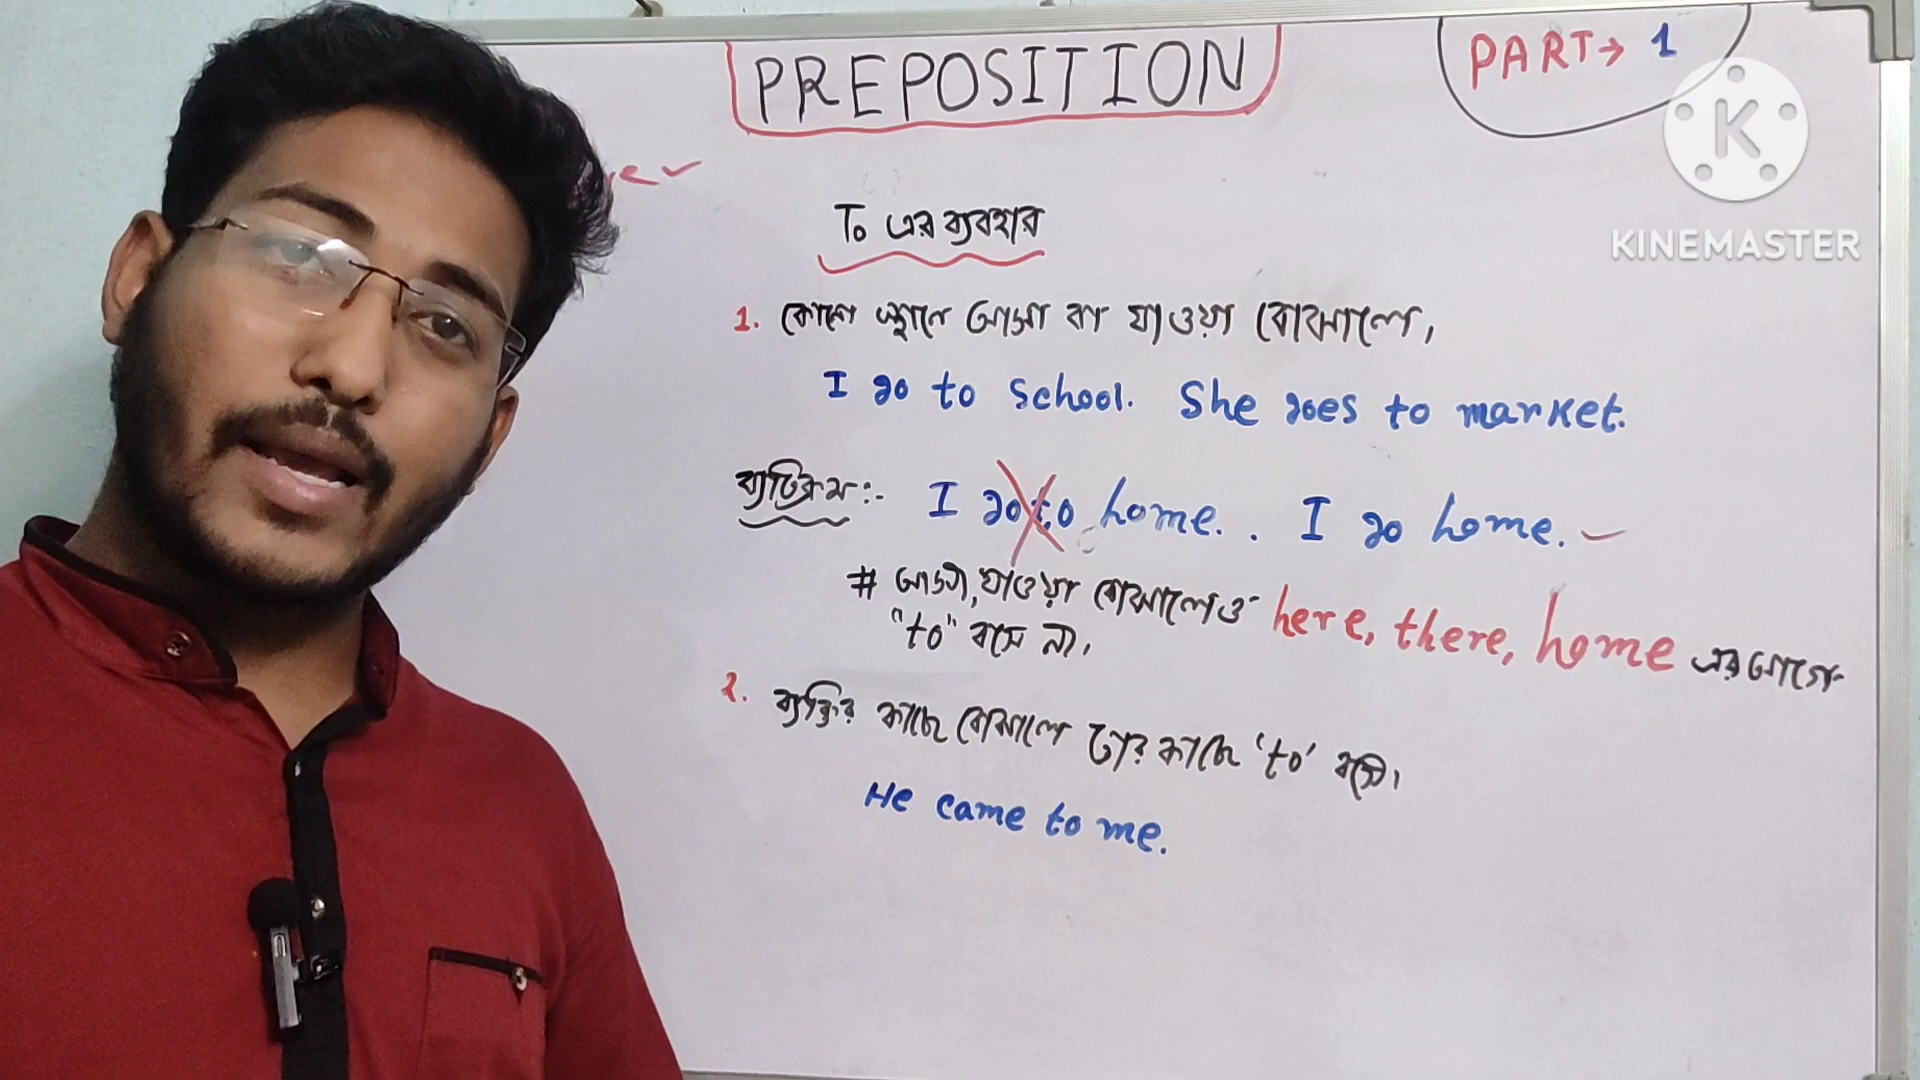 PREPOSITION
PART→ 1
K
KINEMASTER
To এর ব্যবহার
1. কোনো স্থানে আসা বা যাওয়া বোঝালে,
I go to school. She goes to market.
ব্যতিক্রম:- I go to home.. I go home.
# আসা, যাওয়া বোঝালেও here, there, home এর আগে
"to" বসে না।
2. ব্যক্তির কাছে বোঝালে তার কাছে 'to' বসে।
He came to me.